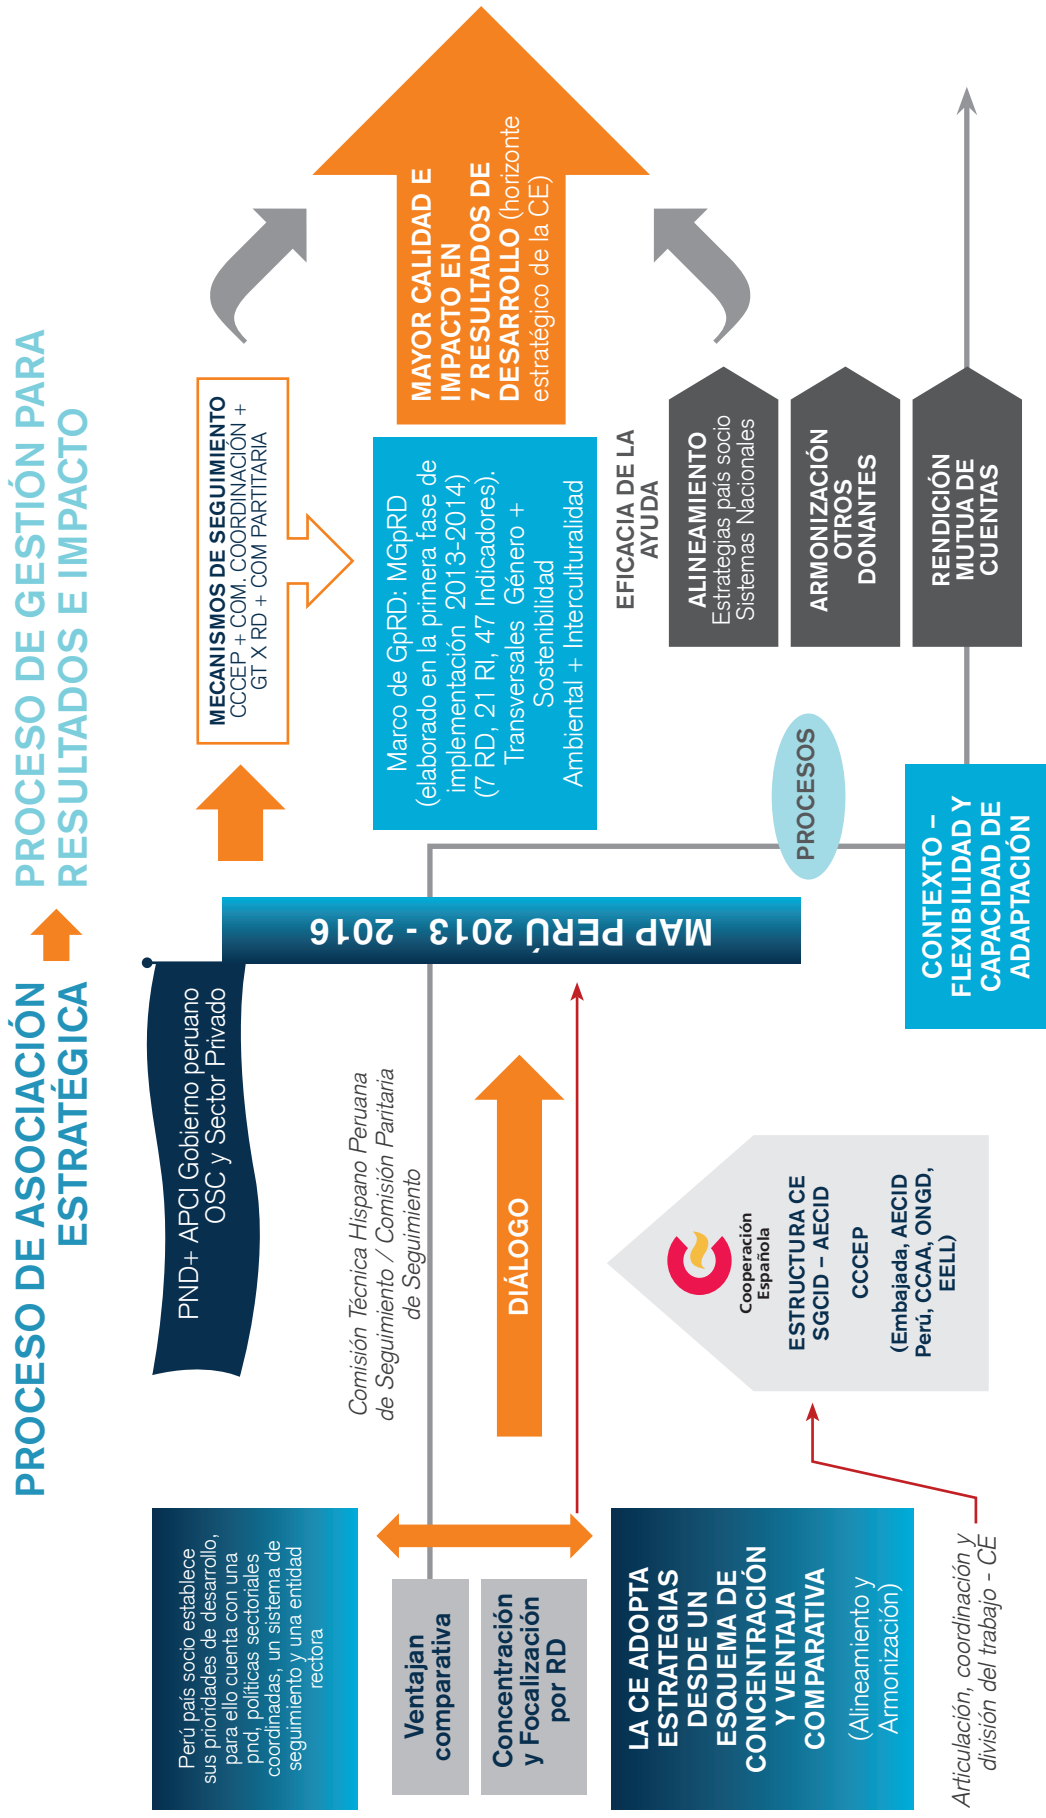 PROCESO DE ASOCIACIÓN
ESTRATÉGICA
PROCESO DE GESTIÓN PARA
RESULTADOS E IMPACTO
Perú país socio establece
sus prioridades de desarrollo,
para ello cuenta con una
pnd, políticas sectoriales
coordinadas, un sistema de
seguimiento y una entidad
rectora
Ventajan
comparativa
Concentración
y Focalización
por RD
LA CE ADOPTA
ESTRATEGIAS
DESDE UN
ESQUEMA DE
CONCENTRACIÓN
Y VENTAJA
COMPARATIVA
(Alineamiento y
Armonización)
Articulación, coordinación y
división del trabajo - CE
PND+ APCI Gobierno peruano
OSC y Sector Privado
Comisión Técnica Hispano Peruana
de Seguimiento / Comisión Paritaria
de Seguimiento
DIÁLOGO
Cooperación
Española
ESTRUCTURA CE
SGCID – AECID
CCCEP
(Embajada, AECID
Perú, CCAA, ONGD,
EELL)
MAP PERÚ 2013 - 2016
CONTEXTO –
FLEXIBILIDAD Y
CAPACIDAD DE
ADAPTACIÓN
PROCESOS
MECANISMOS DE SEGUIMIENTO
CCCEP + COM. COORDINACIÓN +
GT X RD + COM PARTITARIA
Marco de GpRD: MGpRD
(elaborado en la primera fase de
implementación 2013-2014)
(7 RD, 21 RI, 47 Indicadores).
Transversales Género +
Sostenibilidad
Ambiental + Interculturalidad
EFICACIA DE LA
AYUDA
ALINEAMIENTO
Estrategias país socio
Sistemas Nacionales
ARMONIZACIÓN
OTROS
DONANTES
RENDICIÓN
MUTUA DE
CUENTAS
MAYOR CALIDAD E
IMPACTO EN
7 RESULTADOS DE
DESARROLLO (horizonte
estratégico de la CE)